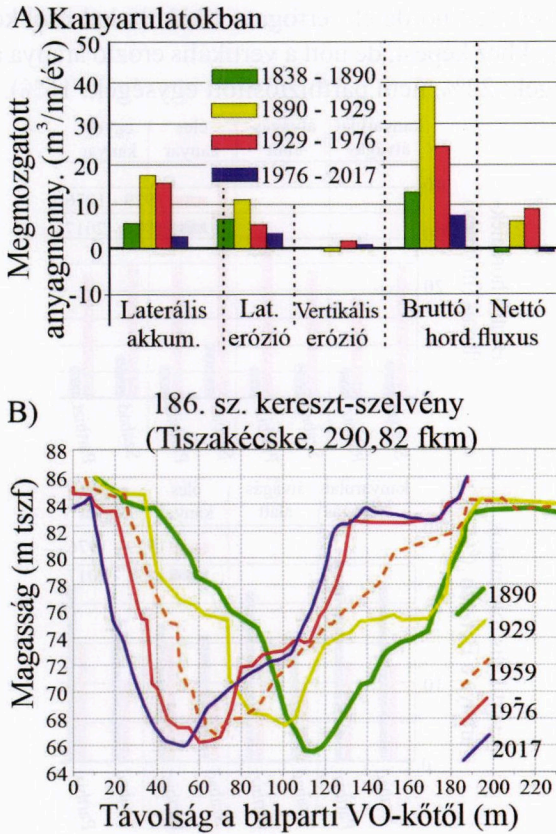 A) Kanyarulatokban
Megmozgatott
anyagmenny. (m³/m/év)
50
40
30
20
10
0
-10
1838 - 1890
1890 - 1929
1929 - 1976
1976 - 2017
Laterális
akkum.
Lat.
erózió
Vertikális
erózió
Bruttó
Nettó
hord.fluxus
B)
186. sz. kereszt-szelvény
(Tiszakécske, 290,82 fkm)
Magasság (m tszf)
88
86
84
82
80
78
76
74
72
70
68
66
64
1890
1929
1959
1976
2017
0 20 40 60 80 100 120 140 160 180 200 220
Távolság a balparti VO-kőtől (m)